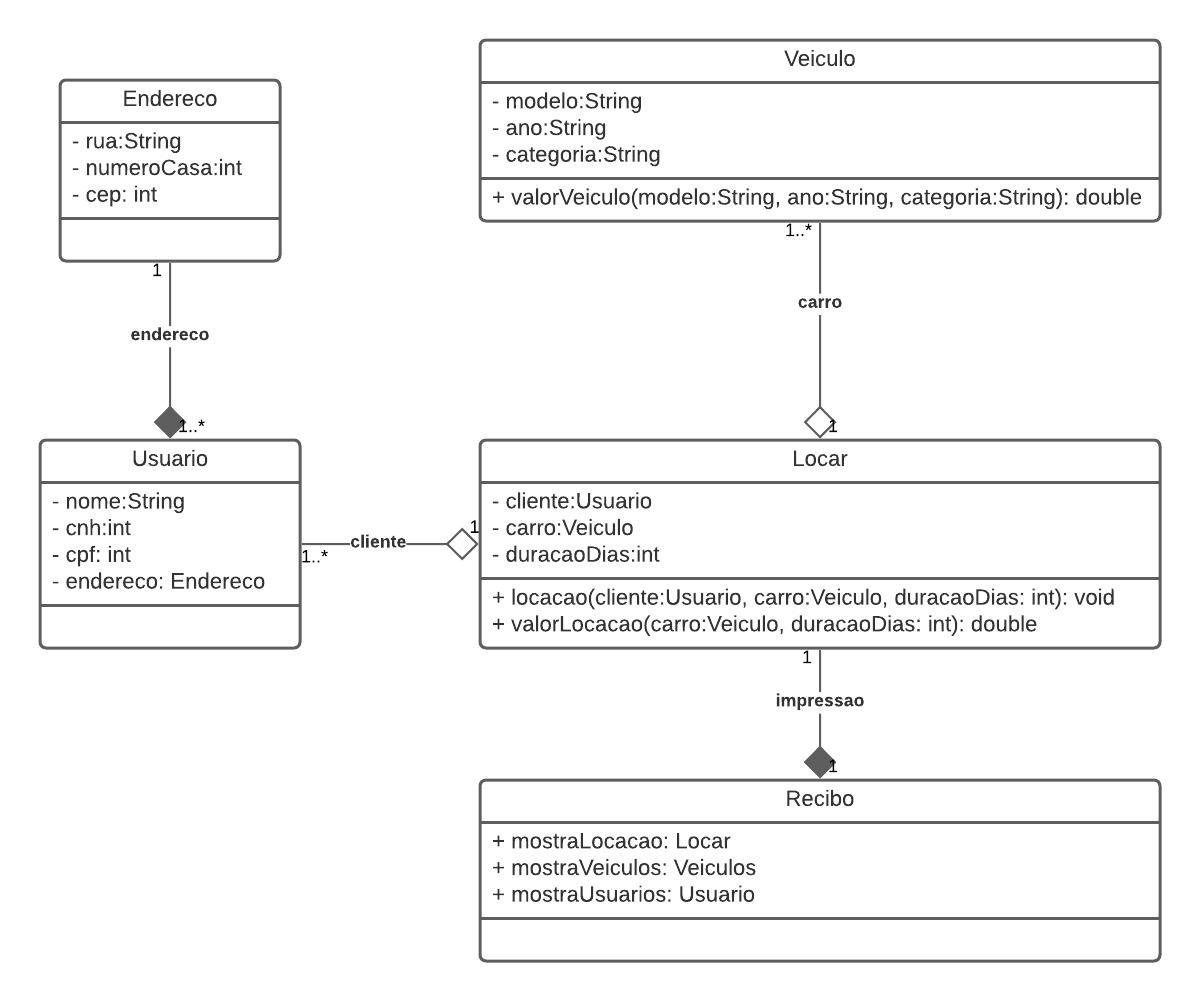 Endereco
- rua:String
- numeroCasa:int
- cep: int
1
endereco
1..*
Veiculo
- modelo:String
- ano:String
- categoria:String
+ valorVeiculo(modelo:String, ano:String, categoria:String): double
1..*
carro
1
Usuario
- nome:String
- cnh:int
- cpf: int
- endereco: Endereco
1..*
cliente
1
Locar
- cliente:Usuario
- carro:Veiculo
- duracaoDias:int
+ locacao(cliente:Usuario, carro:Veiculo, duracaoDias: int): void
+ valorLocacao(carro:Veiculo, duracaoDias: int): double
1
impressao
1
Recibo
+ mostraLocacao: Locar
+ mostraVeiculos: Veiculos
+ mostraUsuarios: Usuario